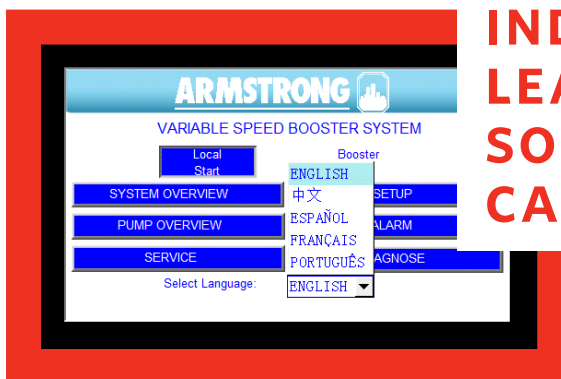 IND
LEA
SO
CA
ARMSTRONG
VARIABLE SPEED BOOSTER SYSTEM
Local
Start
Booster
SYSTEM OVERVIEW
SETUP
PUMP OVERVIEW
ALARM
SERVICE
AGNOSE
ENGLISH
中文
ESPAÑOL
FRANÇAIS
PORTUGUÊS
Select Language:
ENGLISH